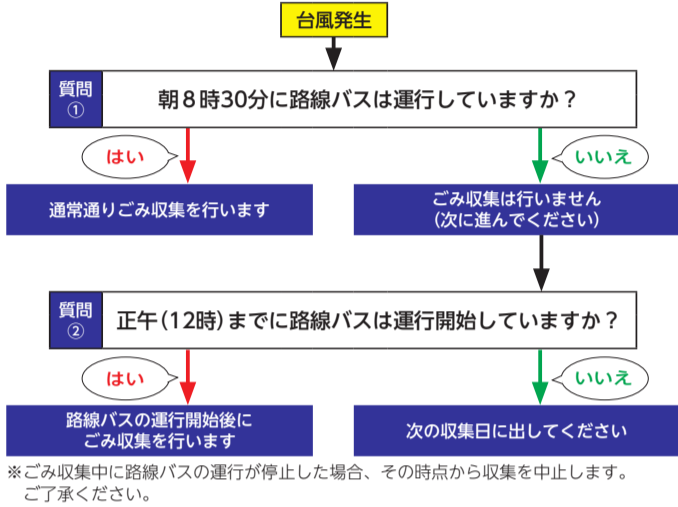 台風発生
質問
①
朝８時30分に路線バスは運行していますか？
はい
いいえ
通常通りごみ収集を行います
ごみ収集は行いません
（次に進んでください）
質問
②
正午（12時）までに路線バスは運行開始していますか？
はい
いいえ
路線バスの運行開始後に
ごみ収集を行います
次の収集日に出してください
※ごみ収集中に路線バスの運行が停止した場合、その時点から収集を中止します。
ご了承ください。